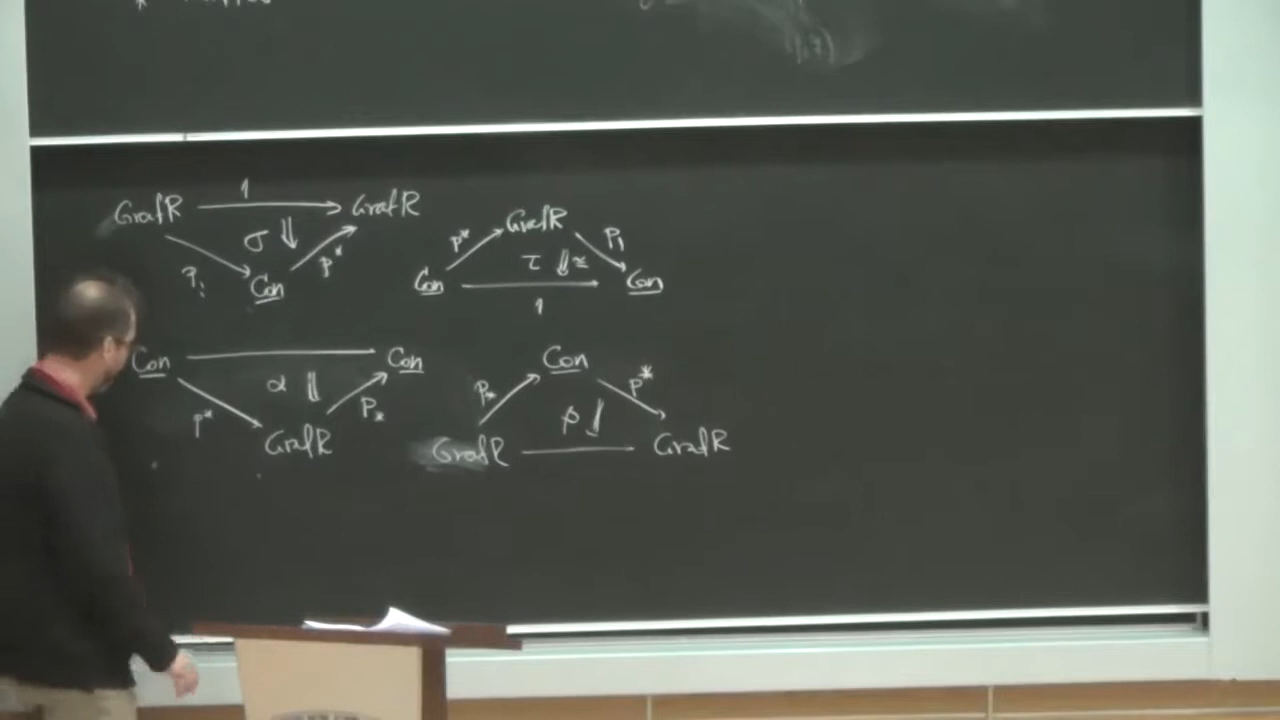 1
GrafR GrafR
σ ⇓
P! P*
Con
GrafR
P* P!
τ ⇓ ≃
Con Con
1
Con Con
α ⇓
P* P*
GrafR
Con
P* P*
β ⇓
GrafR GrafR